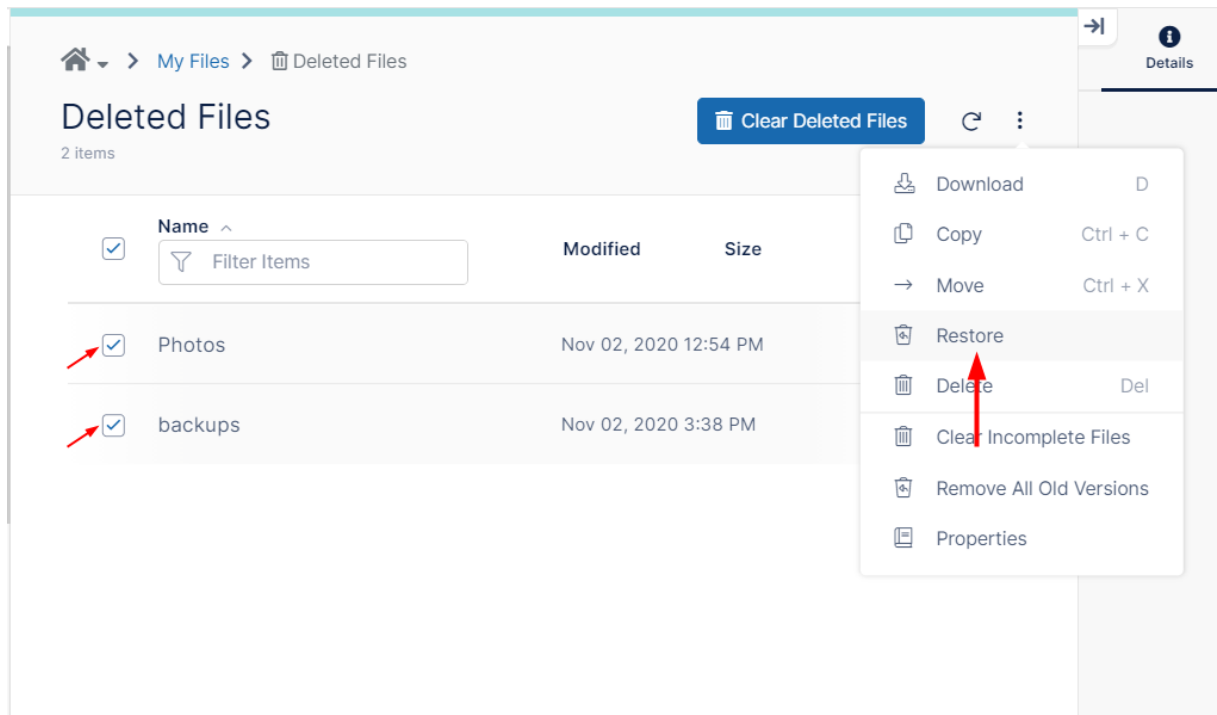 Details
My Files
Deleted Files
Deleted Files
Clear Deleted Files
2 items
Download D
Copy Ctrl + C
Move Ctrl + X
Restore
Delete Del
Clear Incomplete Files
Remove All Old Versions
Properties
Name
Filter Items
Modified
Size
Photos Nov 02, 2020 12:54 PM
backups Nov 02, 2020 3:38 PM